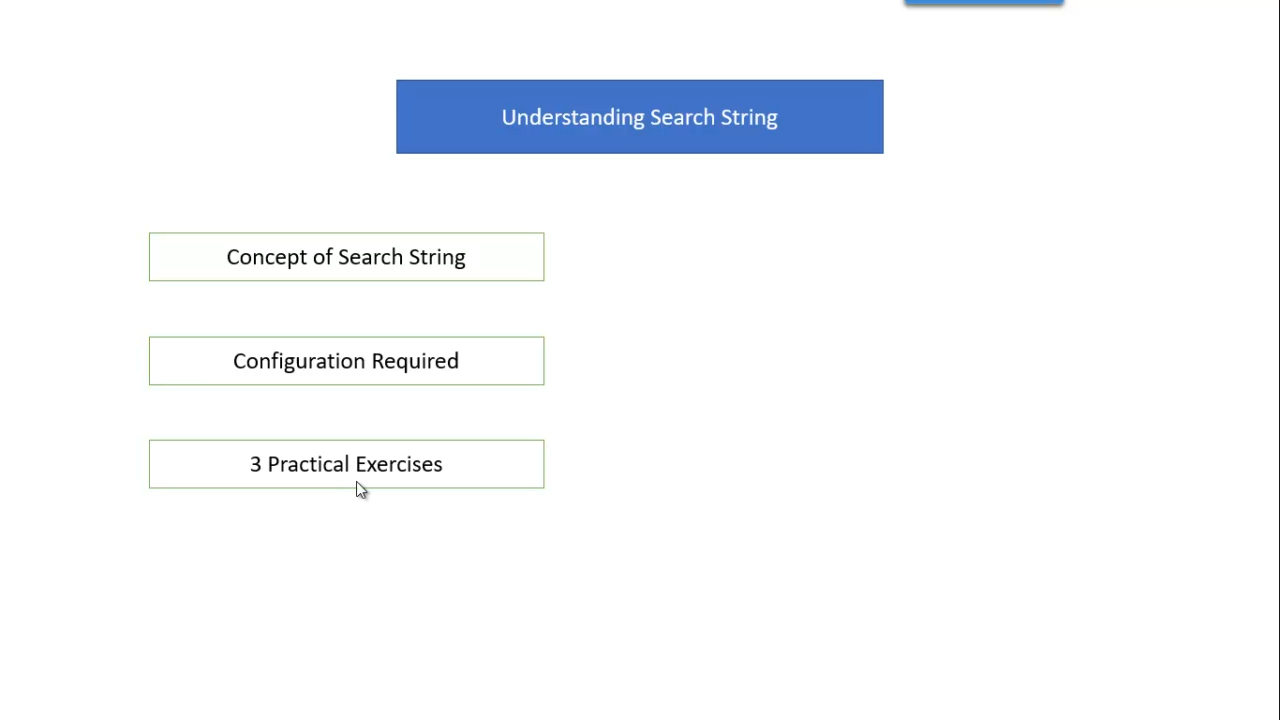 Understanding Search String
Concept of Search String
Configuration Required
3 Practical Exercises